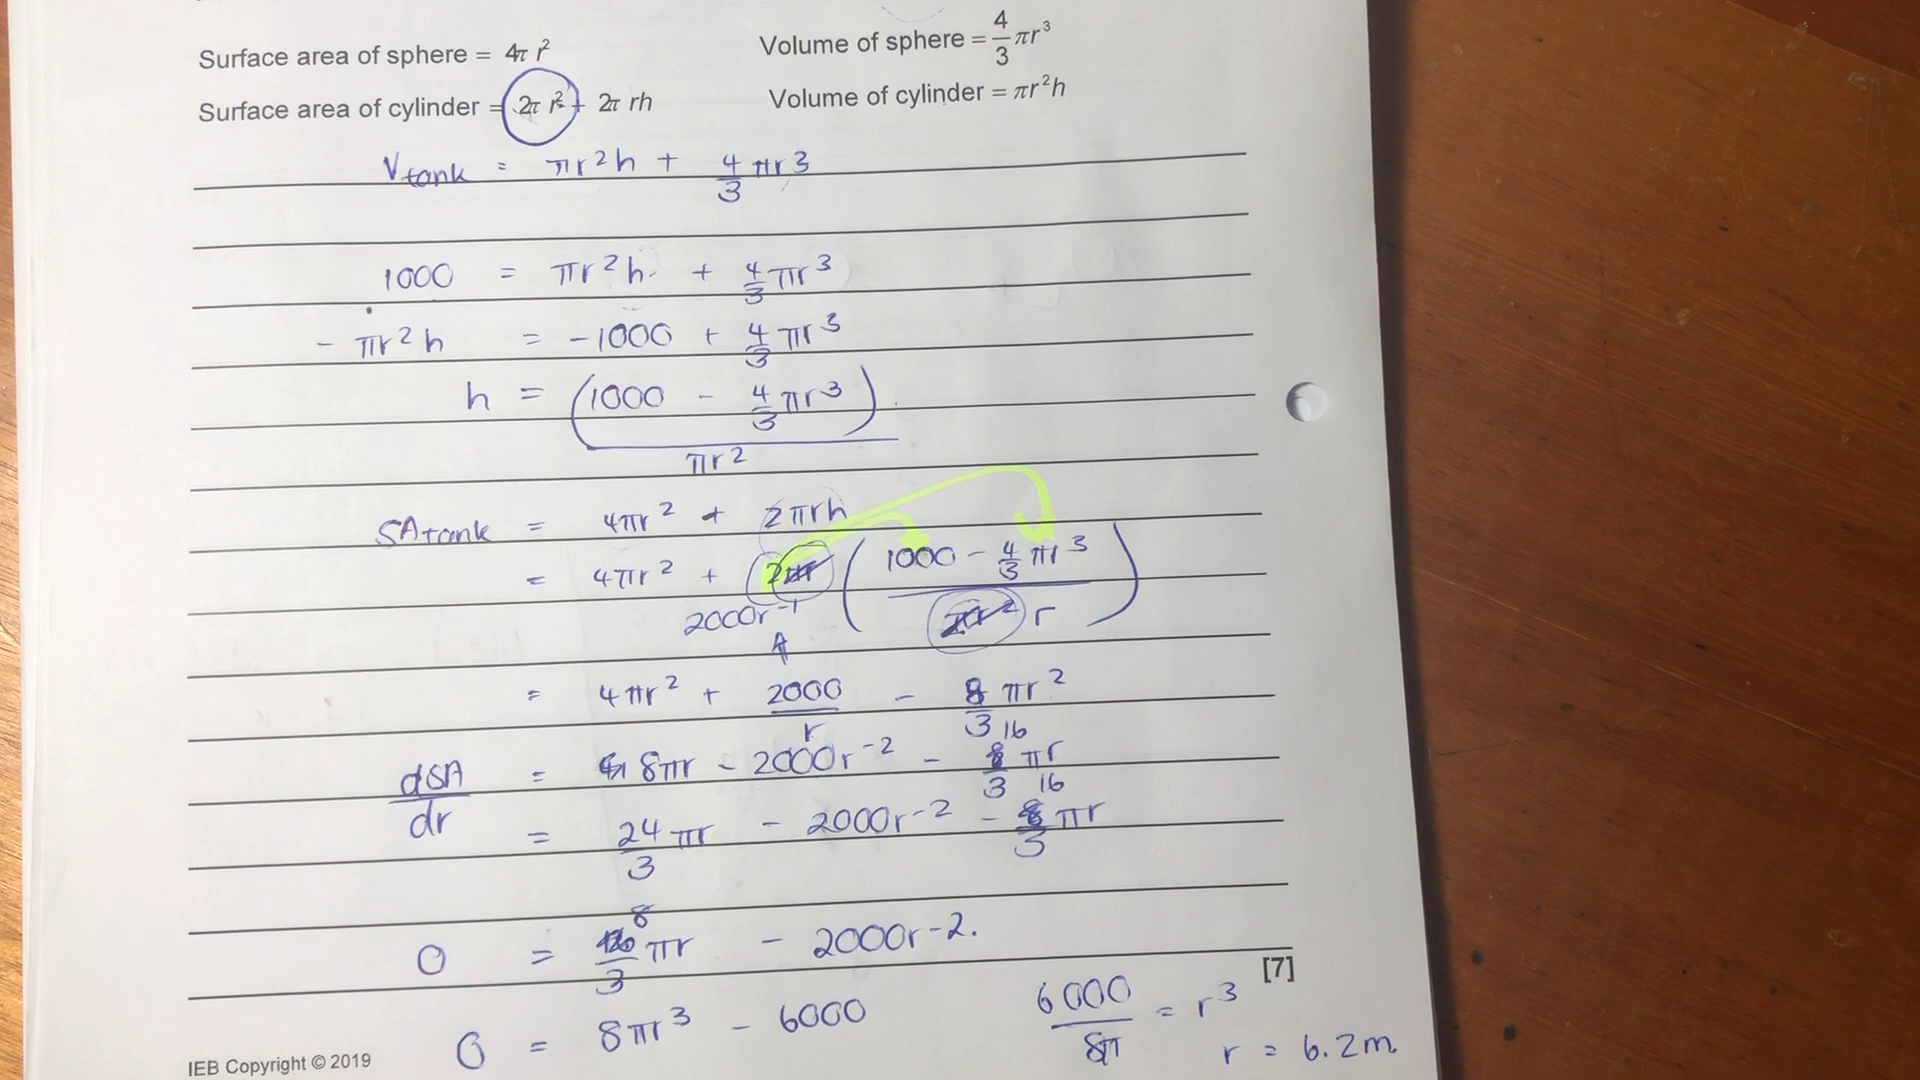 Surface area of sphere = 4π r² Volume of sphere = 4/3 πr³
Surface area of cylinder = 2π r² + 2π rh Volume of cylinder = πr²h
Vtank = πr²h + 4/3 πr³
1000 = πr²h + 4/3 πr³
- πr²h = -1000 + 4/3 πr³
h = (1000 - 4/3 πr³) / πr²
SAtank = 4πr² + 2πrh
= 4πr² + 2πr (1000 - 4/3 πr³ / πr² r)
2000r⁻¹
= 4πr² + 2000/r - 8/3 πr²
dSA/dr = 8πr - 2000r⁻² - 16/3 πr
= 24/3 πr - 2000r⁻² - 16/3 πr
0 = 8/3 πr - 2000r-2.
[7]
0 = 8πr³ - 6000 6000/8π = r³
r = 6.2m
IEB Copyright © 2019